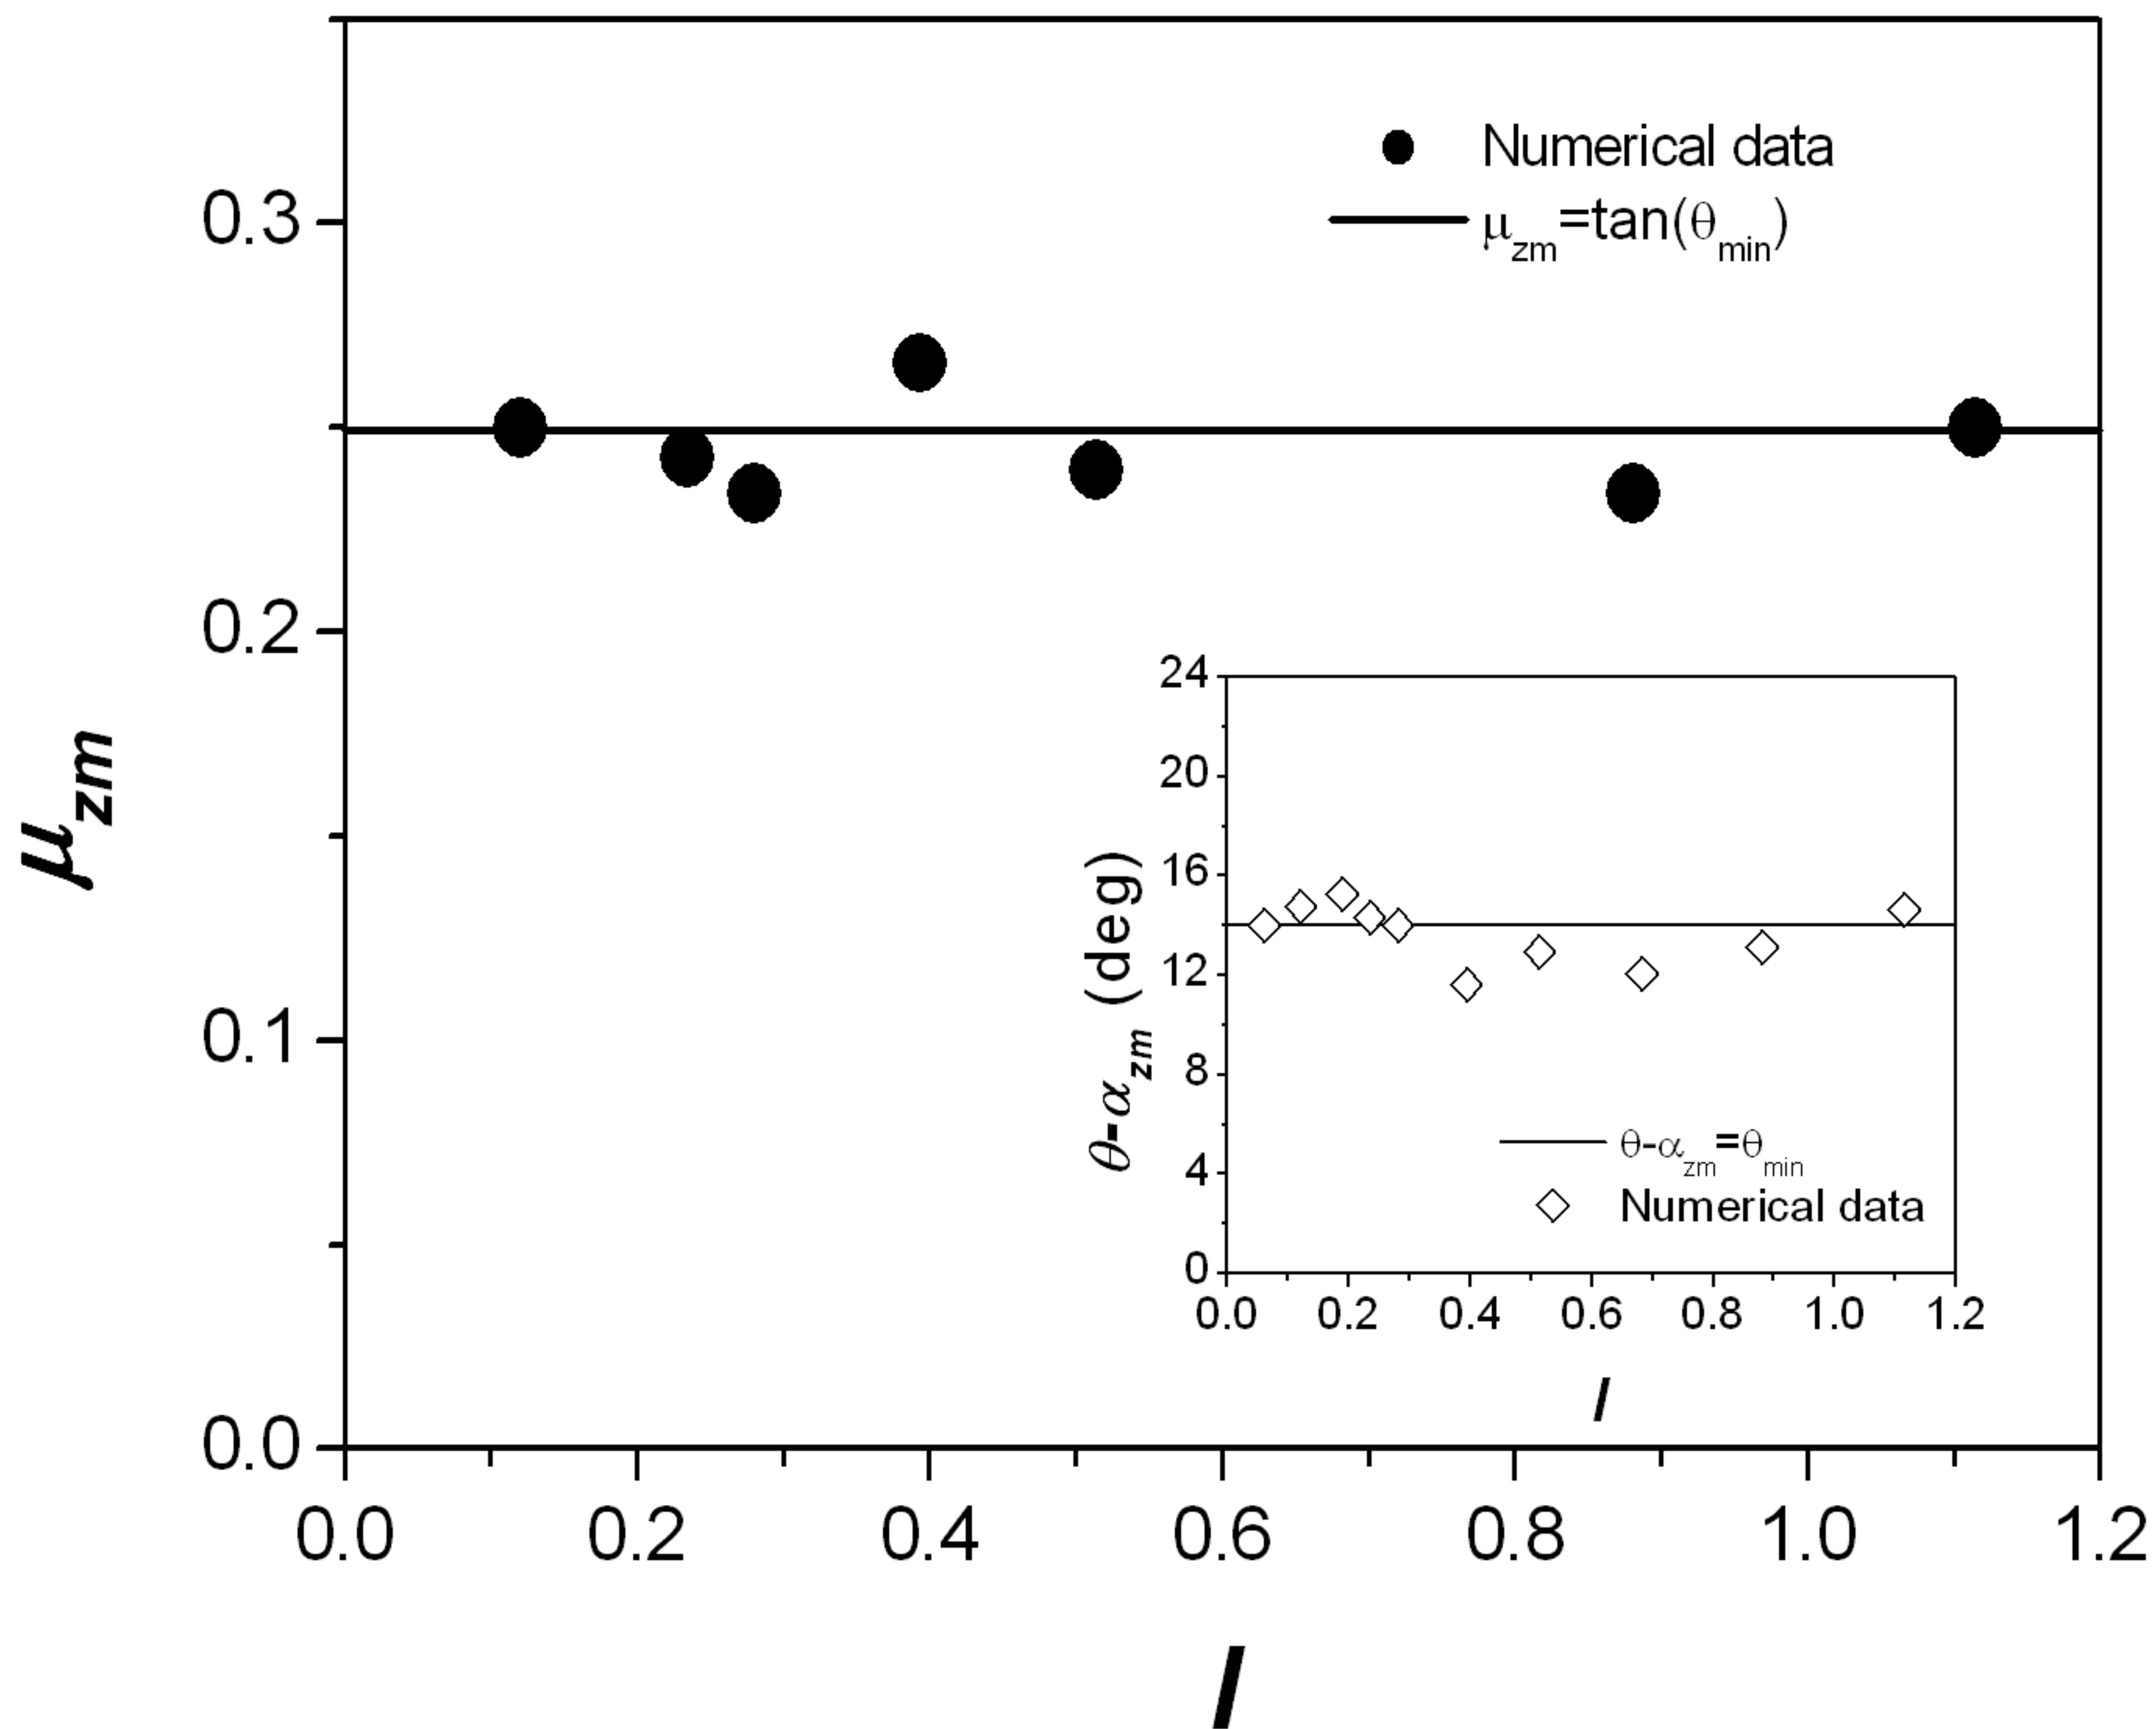 Numerical data
μzm=tan(θmin)
0.3
0.2
0.1
0.0
μzm
0.0 0.2 0.4 0.6 0.8 1.0 1.2
I
24
20
16
12
8
4
0
θ-αzm (deg)
θ-αzm=θmin
Numerical data
0.0 0.2 0.4 0.6 0.8 1.0 1.2
I